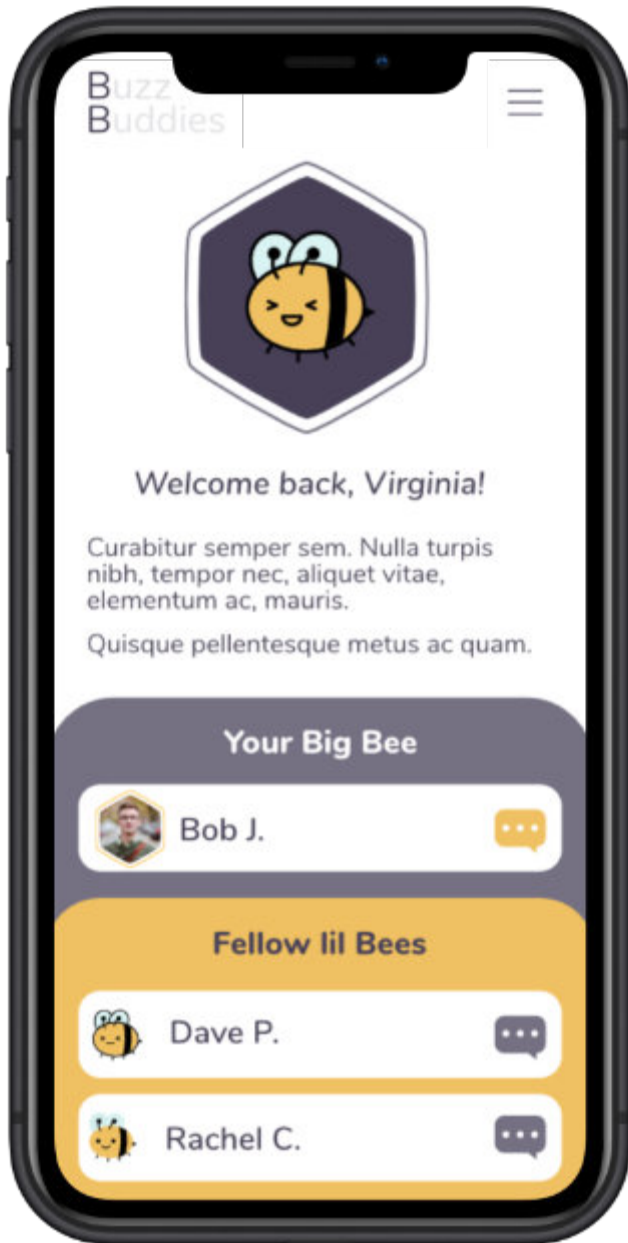 Buzz
Buddies
Welcome back, Virginia!
Curabitur semper sem. Nulla turpis
nibh, tempor nec, aliquet vitae,
elementum ac, mauris.
Quisque pellentesque metus ac quam.
Your Big Bee
Bob J.
Fellow lil Bees
Dave P.
Rachel C.